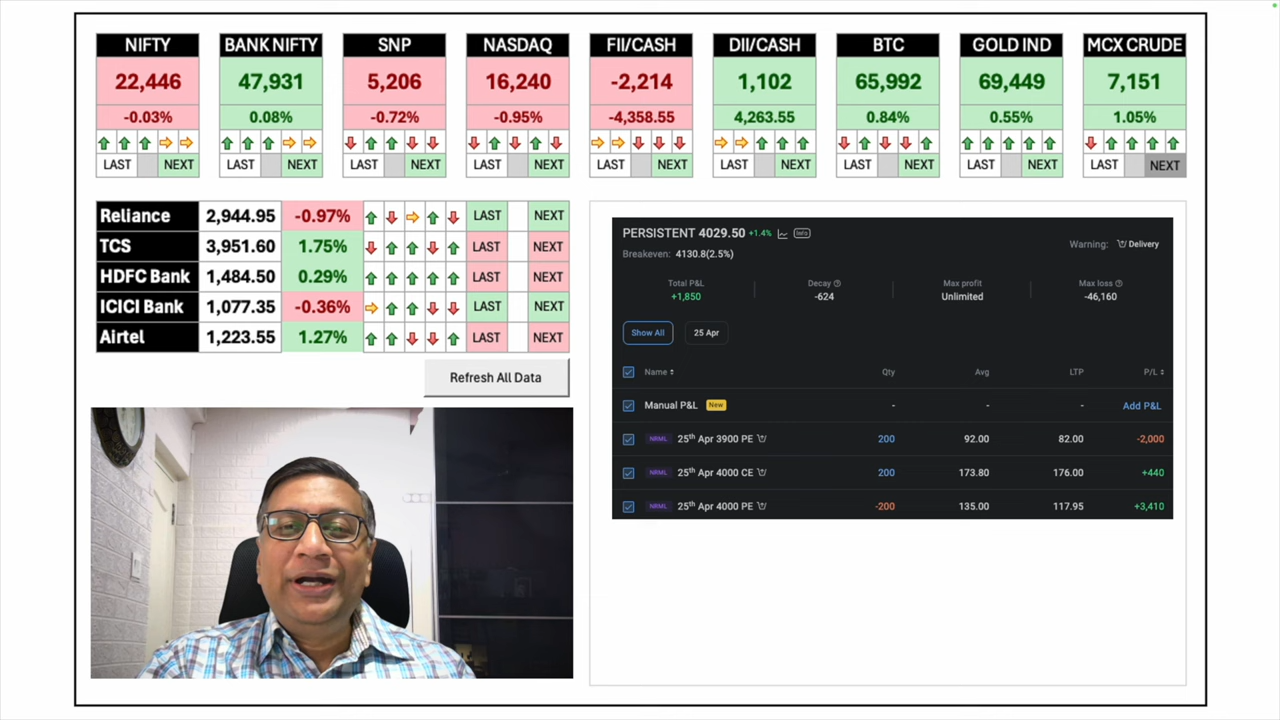 NIFTY BANK NIFTY SNP NASDAQ FII/CASH DII/CASH BTC GOLD IND MCX CRUDE
22,446 47,931 5,206 16,240 -2,214 1,102 65,992 69,449 7,151
-0.03% 0.08% -0.72% -0.95% -4,358.55 4,263.55 0.84% 0.55% 1.05%
LAST NEXT LAST NEXT LAST NEXT LAST NEXT LAST NEXT LAST NEXT LAST NEXT LAST NEXT LAST NEXT
Reliance 2,944.95 -0.97% LAST NEXT
TCS 3,951.60 1.75% LAST NEXT
HDFC Bank 1,484.50 0.29% LAST NEXT
ICICI Bank 1,077.35 -0.36% LAST NEXT
Airtel 1,223.55 1.27% LAST NEXT
Refresh All Data
PERSISTENT 4029.50 +1.4% Info
Warning: Delivery
Breakeven: 4130.8(2.5%)
Total P&L Decay Max profit Max loss
+1,850 -624 Unlimited -46,160
Show All 25 Apr
Name Qty Avg LTP P/L
Manual P&L New - - - Add P&L
NRML 25th Apr 3900 PE 200 92.00 82.00 -2,000
NRML 25th Apr 4000 CE 200 173.80 176.00 +440
NRML 25th Apr 4000 PE -200 135.00 117.95 +3,410